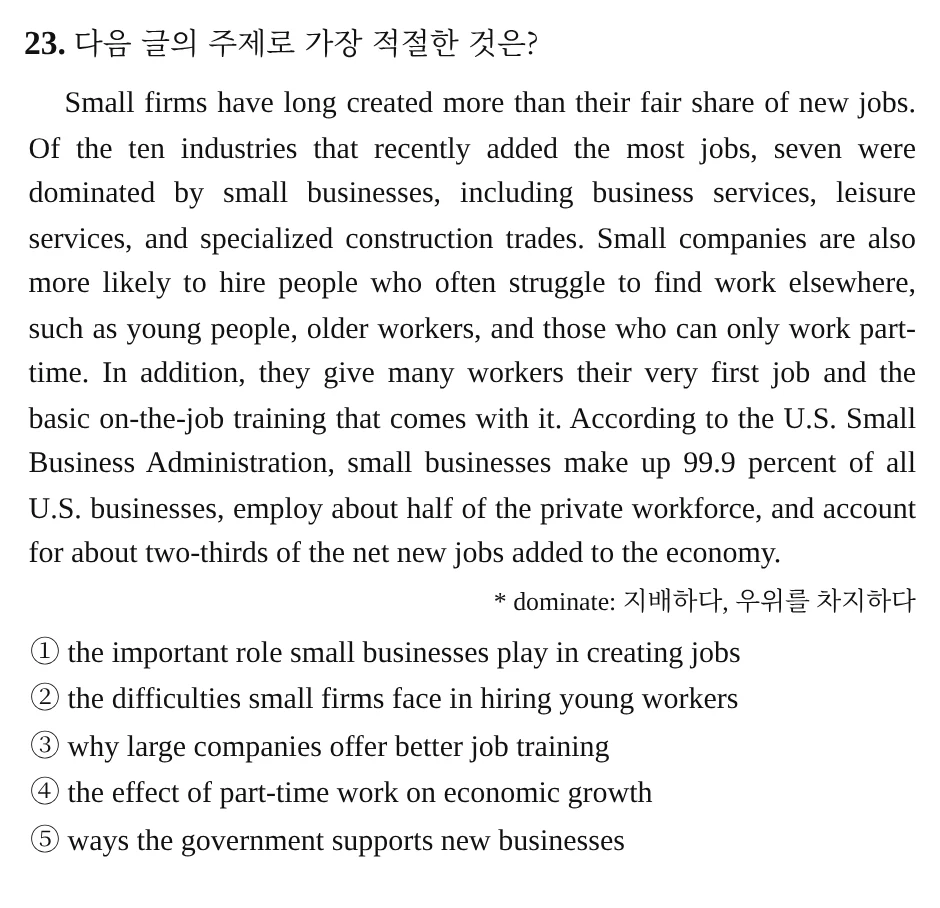 23. 다음 글의 주제로 가장 적절한 것은?
Small firms have long created more than their fair share of new jobs.
Of the ten industries that recently added the most jobs, seven were
dominated by small businesses, including business services, leisure
services, and specialized construction trades. Small companies are also
more likely to hire people who often struggle to find work elsewhere,
such as young people, older workers, and those who can only work part-
time. In addition, they give many workers their very first job and the
basic on-the-job training that comes with it. According to the U.S. Small
Business Administration, small businesses make up 99.9 percent of all
U.S. businesses, employ about half of the private workforce, and account
for about two-thirds of the net new jobs added to the economy.
* dominate: 지배하다, 우위를 차지하다
① the important role small businesses play in creating jobs
② the difficulties small firms face in hiring young workers
③ why large companies offer better job training
④ the effect of part-time work on economic growth
⑤ ways the government supports new businesses